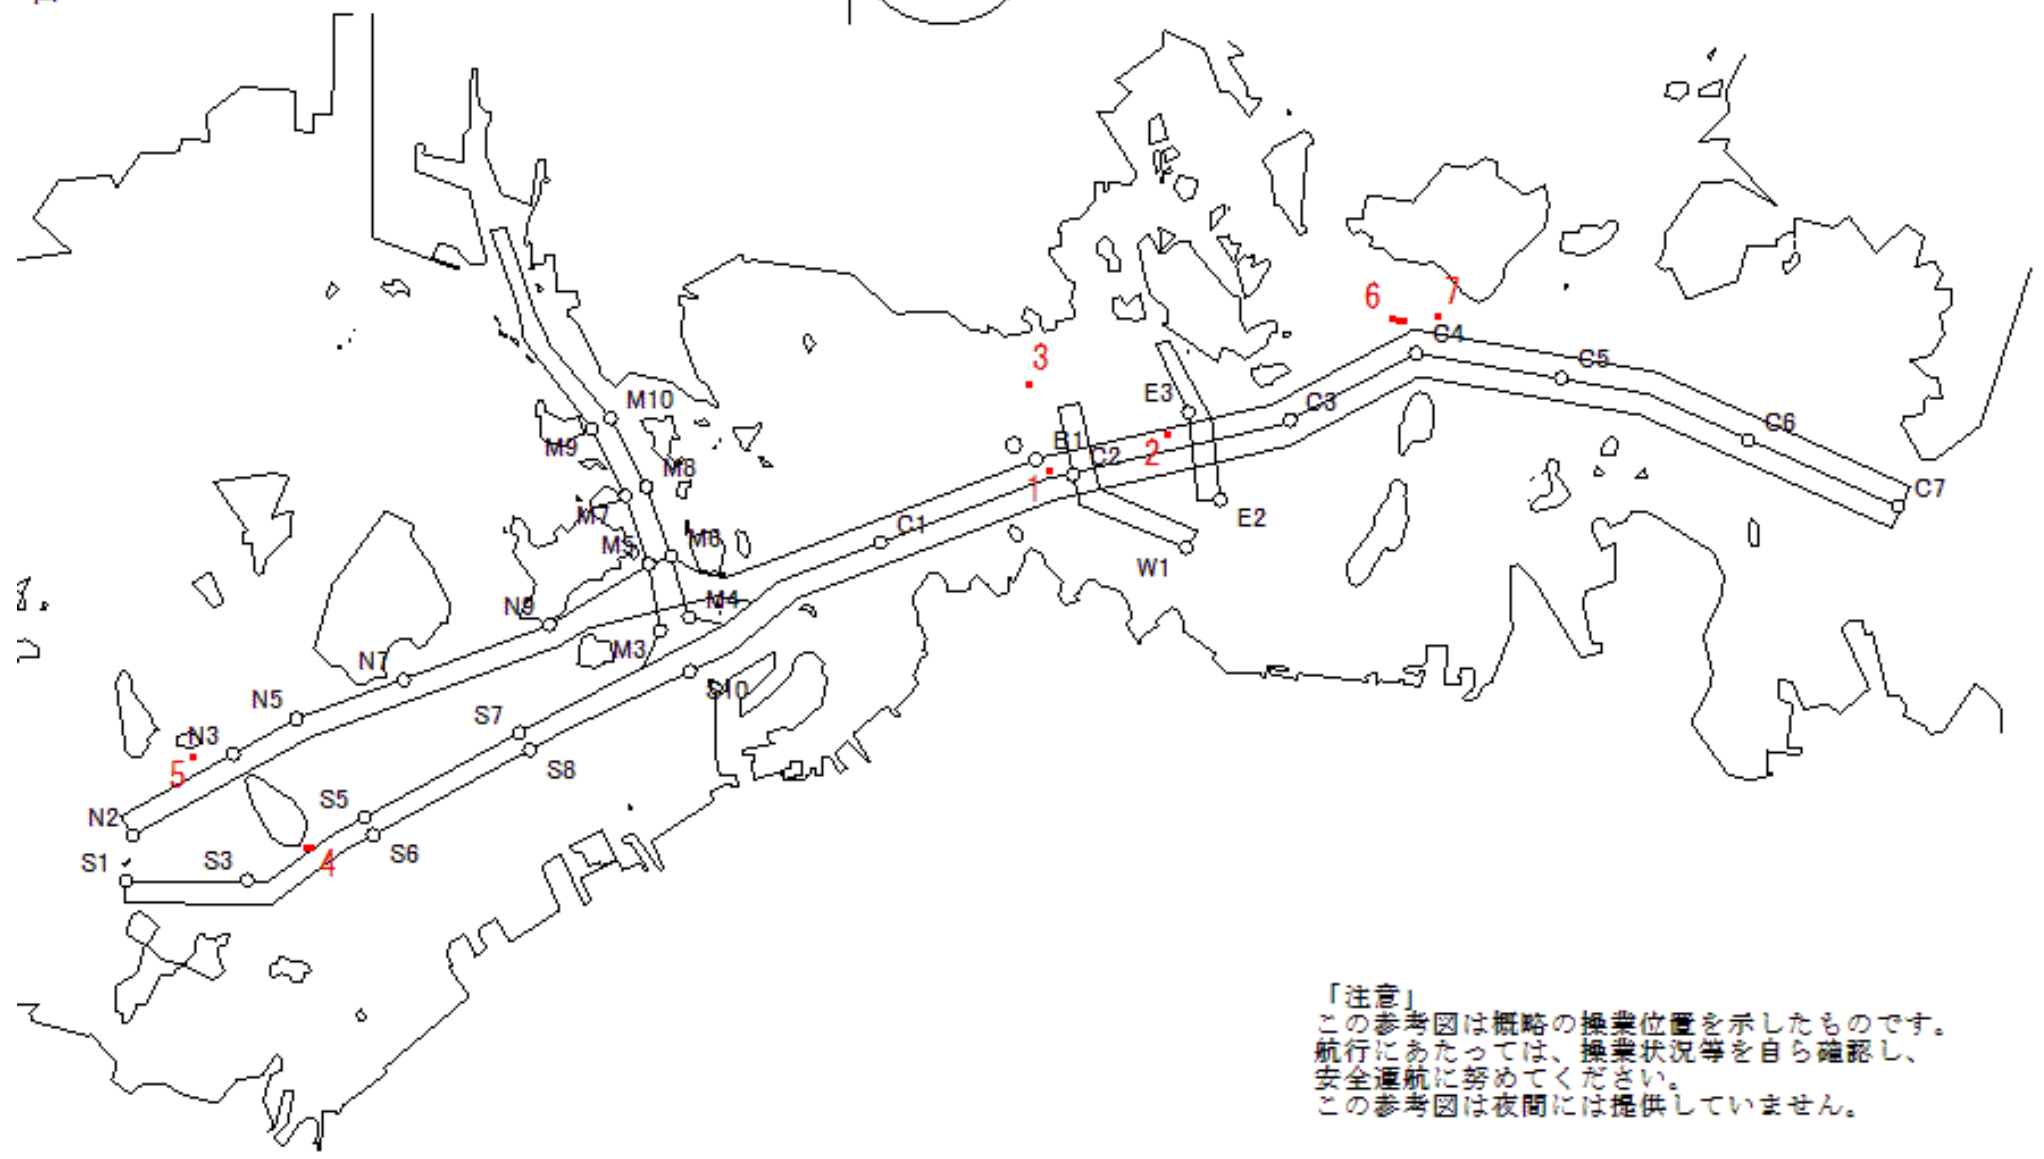 6
7
C4
3
C5
M10
E3
C3
C6
M9
B1
2
C2
M8
1
C7
M7
E2
C1
M5
M6
W1
N9
M4
M3
N7
S10
N5
S7
N3
5
S8
S5
N2
S6
S1
S3
4
「注意」
この参考図は概略の操業位置を示したものです。
航行にあたっては、操業状況等を自ら確認し、
安全運航に努めてください。
この参考図は夜間には提供していません。